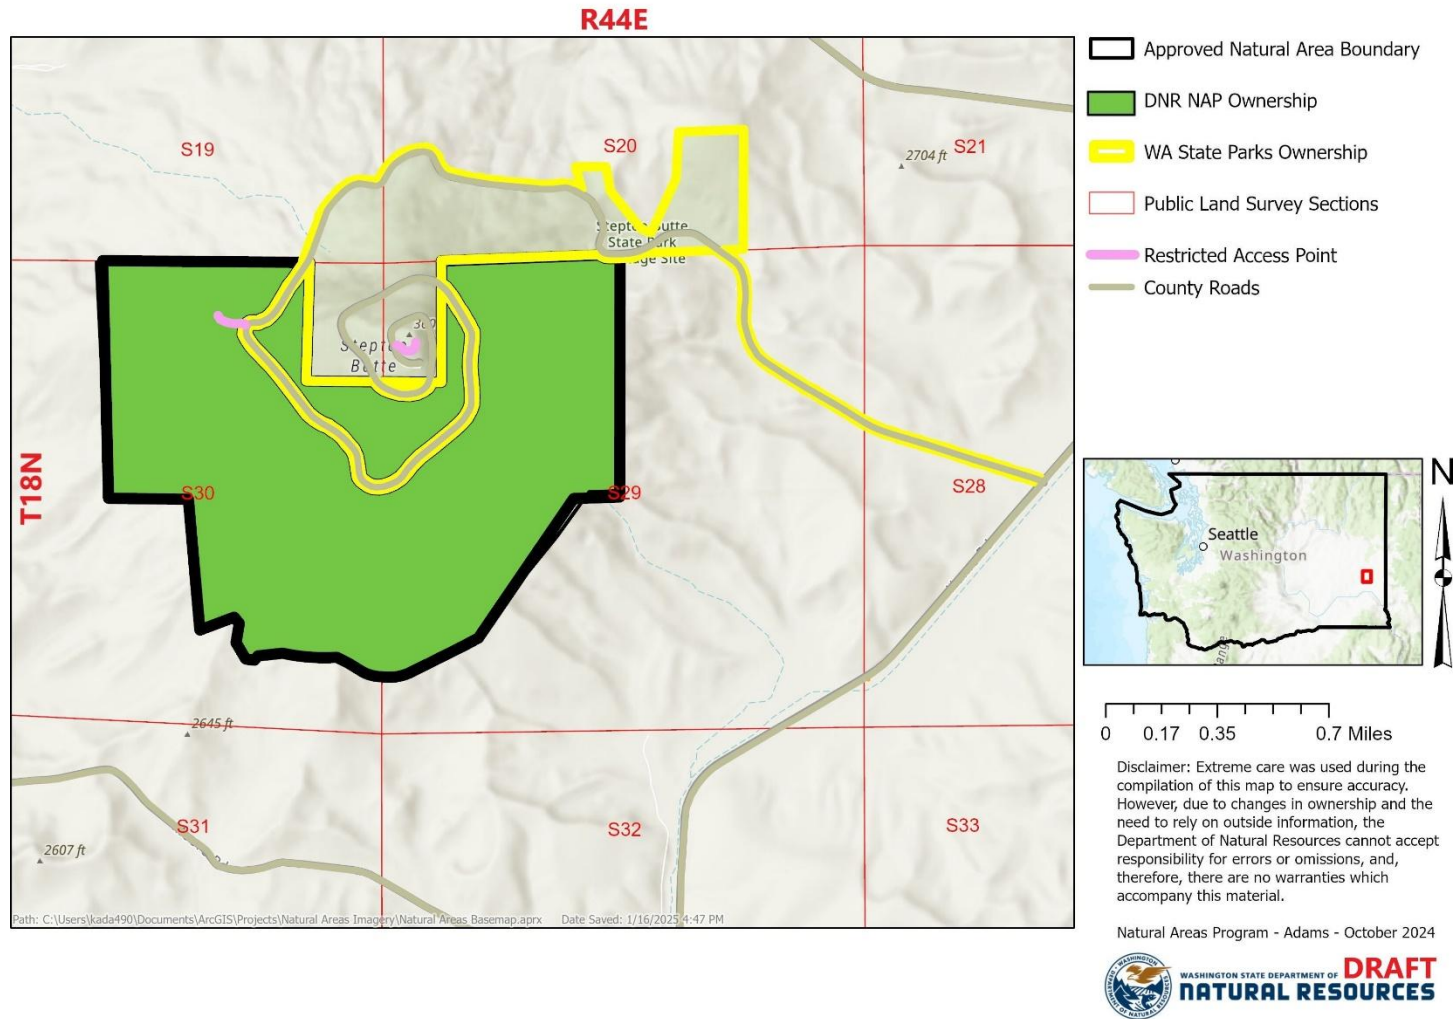 R44E
T18N
S19
S20
S21
2704 ft
Butte
State Park
Site
Butte
S30
S29
S28
2645 ft
S31
S32
S33
2607 ft
Path: C:\Users\kada490\Documents\ArcGIS\Projects\Natural Areas Imagery\Natural Areas Basemap.aprx Date Saved: 1/16/2025 4:47 PM
Approved Natural Area Boundary
DNR NAP Ownership
WA State Parks Ownership
Public Land Survey Sections
Restricted Access Point
County Roads
N
Seattle
Washington
0 0.17 0.35 0.7 Miles
Disclaimer: Extreme care was used during the
compilation of this map to ensure accuracy.
However, due to changes in ownership and the
need to rely on outside information, the
Department of Natural Resources cannot accept
responsibility for errors or omissions, and,
therefore, there are no warranties which
accompany this material.
Natural Areas Program - Adams - October 2024
WASHINGTON STATE DEPARTMENT OF DRAFT
NATURAL RESOURCES